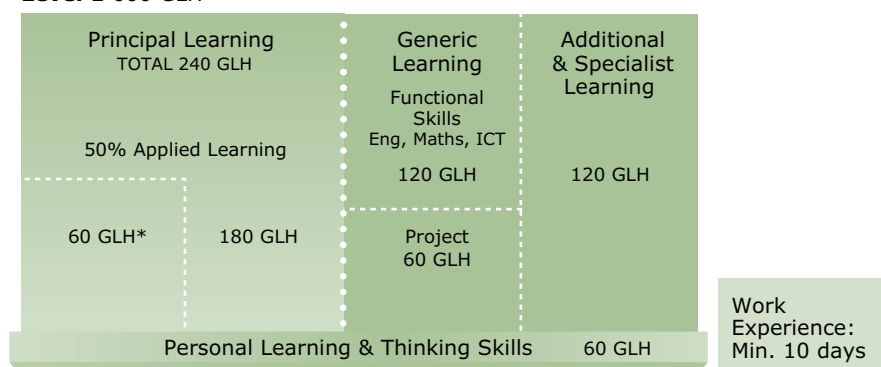 Principal Learning
TOTAL 240 GLH
50% Applied Learning
60 GLH*
180 GLH
Generic
Learning
Functional
Skills
Eng, Maths, ICT
120 GLH
Project
60 GLH
Additional
& Specialist
Learning
120 GLH
Personal Learning & Thinking Skills 60 GLH
Work
Experience:
Min. 10 days